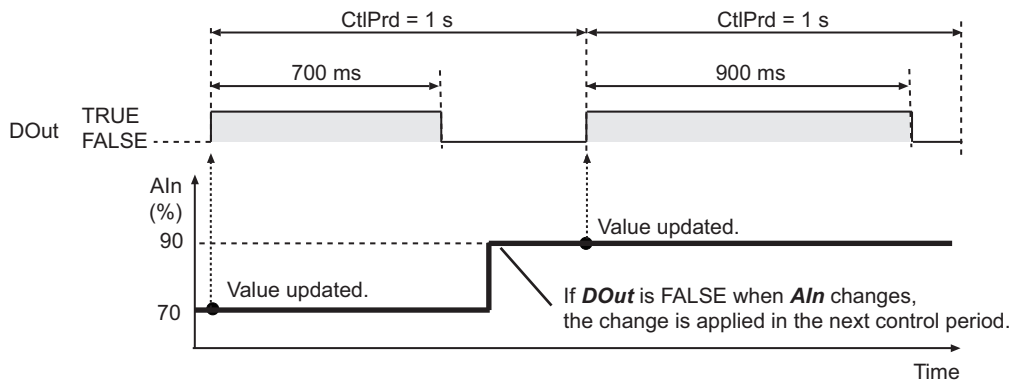 CtlPrd = 1 s
CtlPrd = 1 s
700 ms
900 ms
DOut
TRUE
FALSE
AIn
(%)
90
Value updated.
Value updated.
70
If DOut is FALSE when AIn changes,
the change is applied in the next control period.
Time